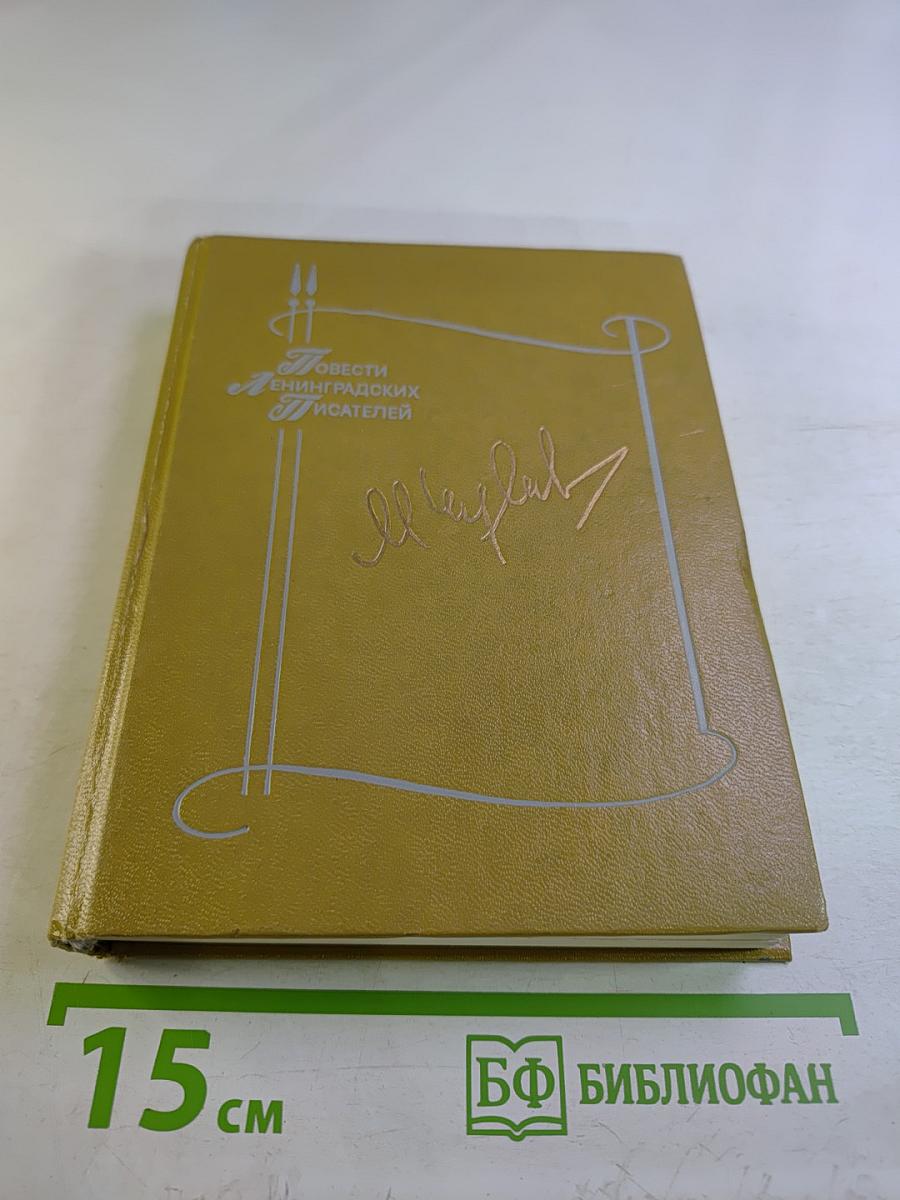 Повести
Ленинградских
Писателей
15 см
БФ БИБЛИОФАН